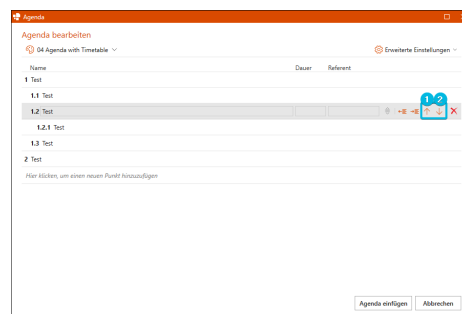 Agenda
Agenda bearbeiten
04 Agenda with Timetable
Erweiterte Einstellungen
Name Dauer Referent
1 Test
1.1 Test
1 2
1.2 Test
1.2.1 Test
1.3 Test
2 Test
Hier klicken, um einen neuen Punkt hinzuzufügen
Agenda einfügen Abbrechen